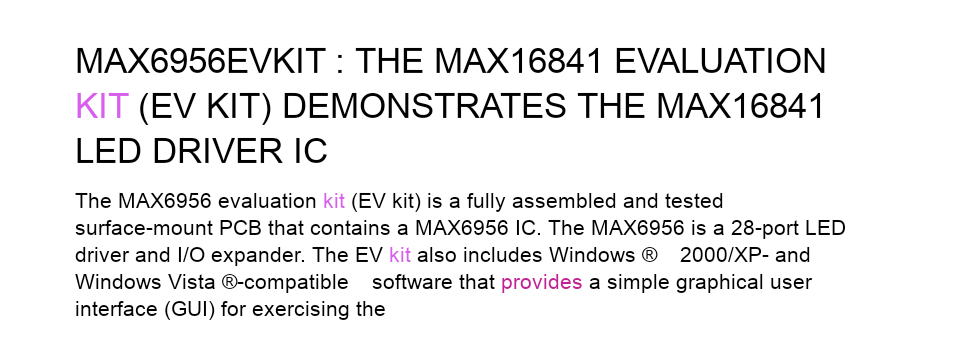 MAX6956EVKIT : THE MAX16841 EVALUATION
KIT (EV KIT) DEMONSTRATES THE MAX16841
LED DRIVER IC
The MAX6956 evaluation kit (EV kit) is a fully assembled and tested
surface-mount PCB that contains a MAX6956 IC. The MAX6956 is a 28-port LED
driver and I/O expander. The EV kit also includes Windows ® 2000/XP- and
Windows Vista ®-compatible software that provides a simple graphical user
interface (GUI) for exercising the